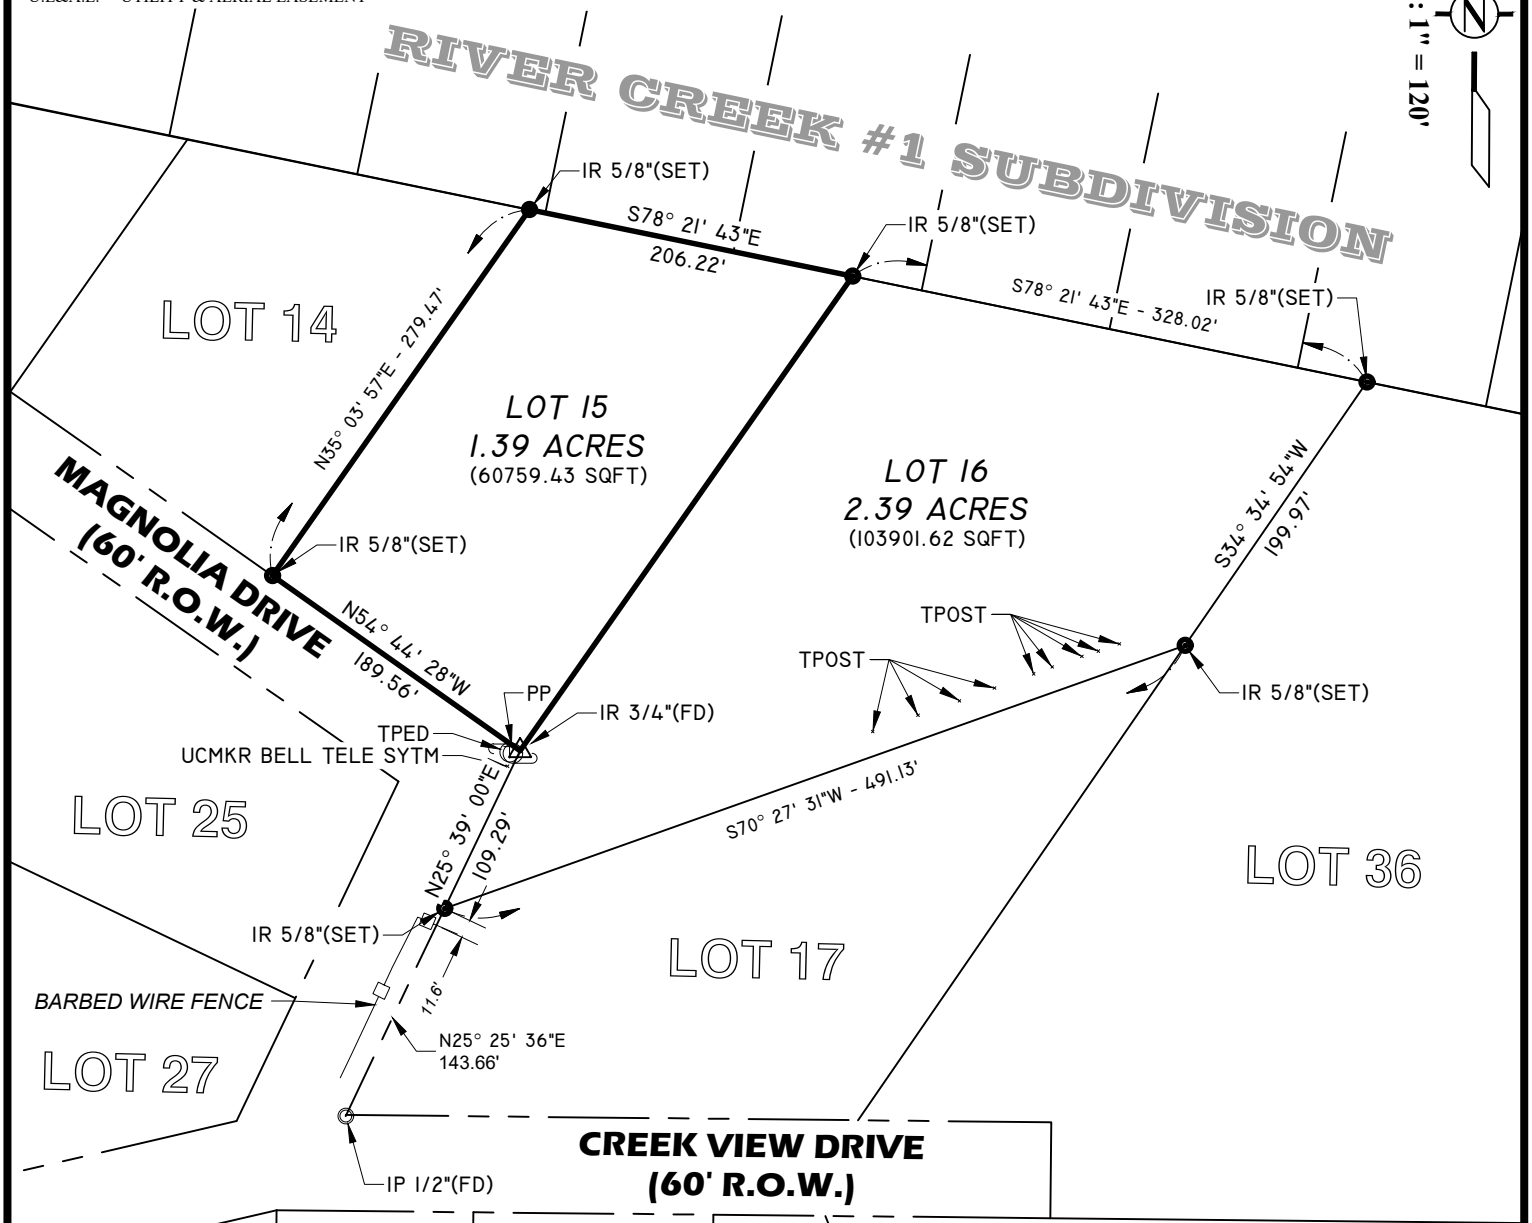 RIVER CREEK #1 SUBDIVISION
: 1" = 120'
N
IR 5/8"(SET)
S78° 21' 43"E
206.22'
IR 5/8"(SET)
S78° 21' 43"E - 328.02'
IR 5/8"(SET)
LOT 14
N35° 03' 57"E - 279.47'
LOT 15
1.39 ACRES
(60759.43 SQFT)
LOT 16
2.39 ACRES
(103901.62 SQFT)
S34° 34' 54"W
199.97'
MAGNOLIA DRIVE
(60' R.O.W.)
IR 5/8"(SET)
N54° 44' 28"W
189.56'
TPOST
TPOST
IR 5/8"(SET)
PP
IR 3/4"(FD)
TPED
UCMKR BELL TELE SYTM
N25° 39' 00"E
109.29'
S70° 27' 31"W - 491.13'
LOT 25
LOT 36
IR 5/8"(SET)
LOT 17
BARBED WIRE FENCE
11.6'
N25° 25' 36"E
143.66'
LOT 27
CREEK VIEW DRIVE
(60' R.O.W.)
IP 1/2"(FD)